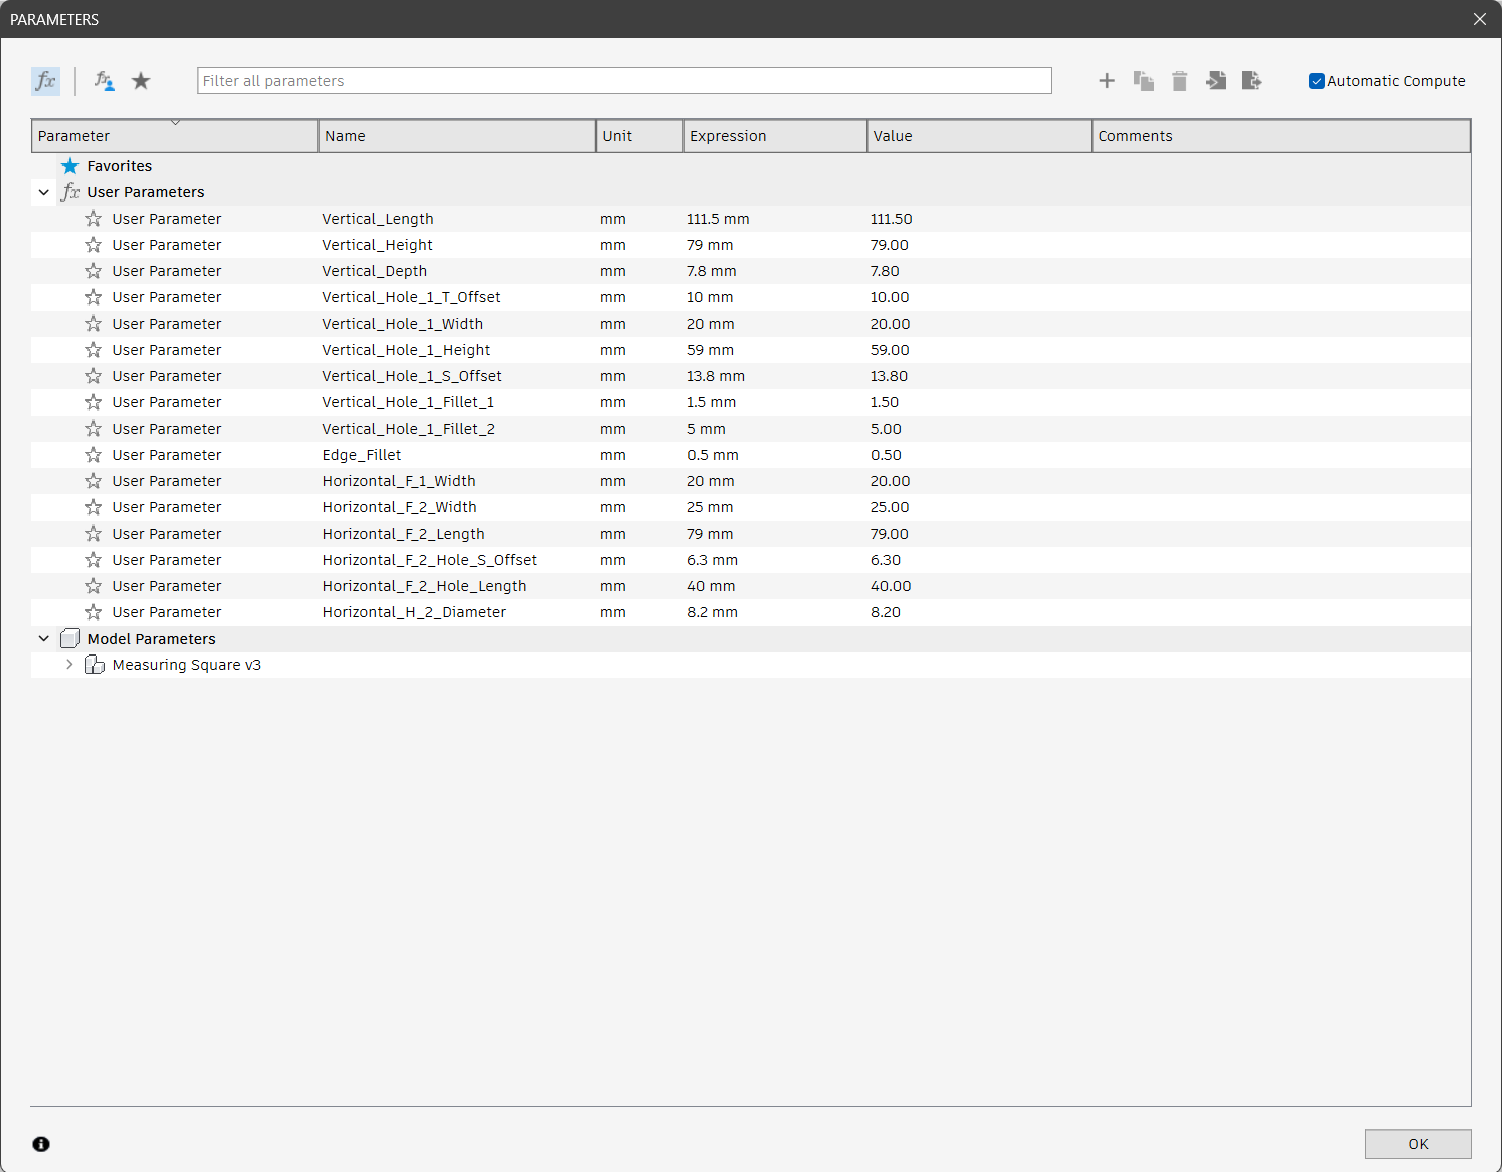 PARAMETERS
fx fx Filter all parameters Automatic Compute
Parameter Name Unit Expression Value Comments
Favorites
fx User Parameters
User Parameter Vertical_Length mm 111.5 mm 111.50
User Parameter Vertical_Height mm 79 mm 79.00
User Parameter Vertical_Depth mm 7.8 mm 7.80
User Parameter Vertical_Hole_1_T_Offset mm 10 mm 10.00
User Parameter Vertical_Hole_1_Width mm 20 mm 20.00
User Parameter Vertical_Hole_1_Height mm 59 mm 59.00
User Parameter Vertical_Hole_1_S_Offset mm 13.8 mm 13.80
User Parameter Vertical_Hole_1_Fillet_1 mm 1.5 mm 1.50
User Parameter Vertical_Hole_1_Fillet_2 mm 5 mm 5.00
User Parameter Edge_Fillet mm 0.5 mm 0.50
User Parameter Horizontal_F_1_Width mm 20 mm 20.00
User Parameter Horizontal_F_2_Width mm 25 mm 25.00
User Parameter Horizontal_F_2_Length mm 79 mm 79.00
User Parameter Horizontal_F_2_Hole_S_Offset mm 6.3 mm 6.30
User Parameter Horizontal_F_2_Hole_Length mm 40 mm 40.00
User Parameter Horizontal_H_2_Diameter mm 8.2 mm 8.20
Model Parameters
Measuring Square v3
OK